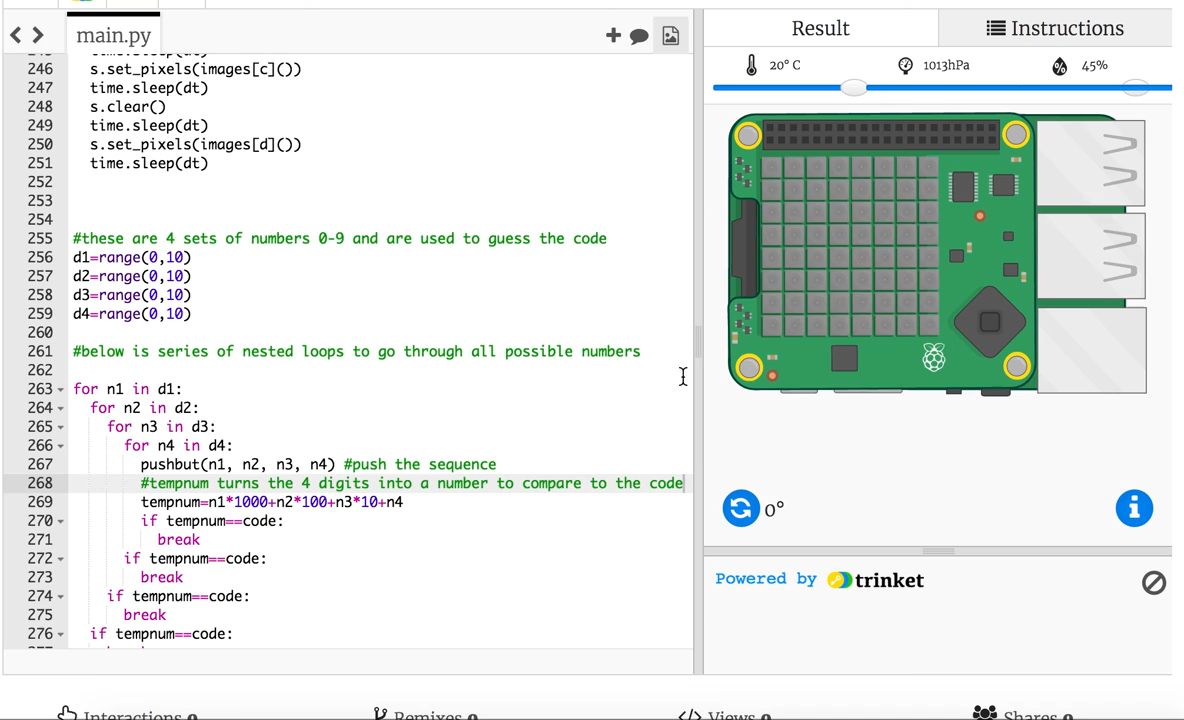 main.py
Result
Instructions
20° C
1013hPa
45%
246 s.set_pixels(images[c]())
247 time.sleep(dt)
248 s.clear()
249 time.sleep(dt)
250 s.set_pixels(images[d]())
251 time.sleep(dt)
252
253
254
255 #these are 4 sets of numbers 0-9 and are used to guess the code
256 d1=range(0,10)
257 d2=range(0,10)
258 d3=range(0,10)
259 d4=range(0,10)
260
261 #below is series of nested loops to go through all possible numbers
262
263 for n1 in d1:
264 for n2 in d2:
265 for n3 in d3:
266 for n4 in d4:
267 pushbut(n1, n2, n3, n4) #push the sequence
268 #tempnum turns the 4 digits into a number to compare to the code
269 tempnum=n1*1000+n2*100+n3*10+n4
270 if tempnum==code:
271 break
272 if tempnum==code:
273 break
274 if tempnum==code:
275 break
276 if tempnum==code:
0°
Powered by trinket
Interactions
Remixes
Views
Shares